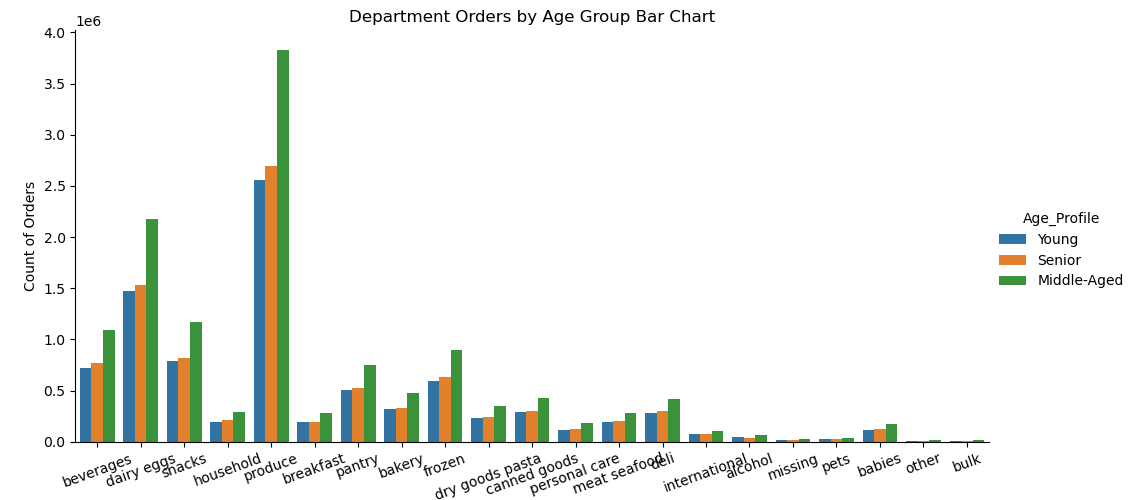 Department Orders by Age Group Bar Chart
1e6
4.0
3.5
3.0
2.5
2.0
1.5
1.0
0.5
0.0
Count of Orders
beverages
dairy eggs
snacks
household
produce
breakfast
pantry
bakery
frozen
dry goods pasta
canned goods
personal care
meat seafood
deli
international
alcohol
missing
pets
babies
other
bulk
Age_Profile
Young
Senior
Middle-Aged